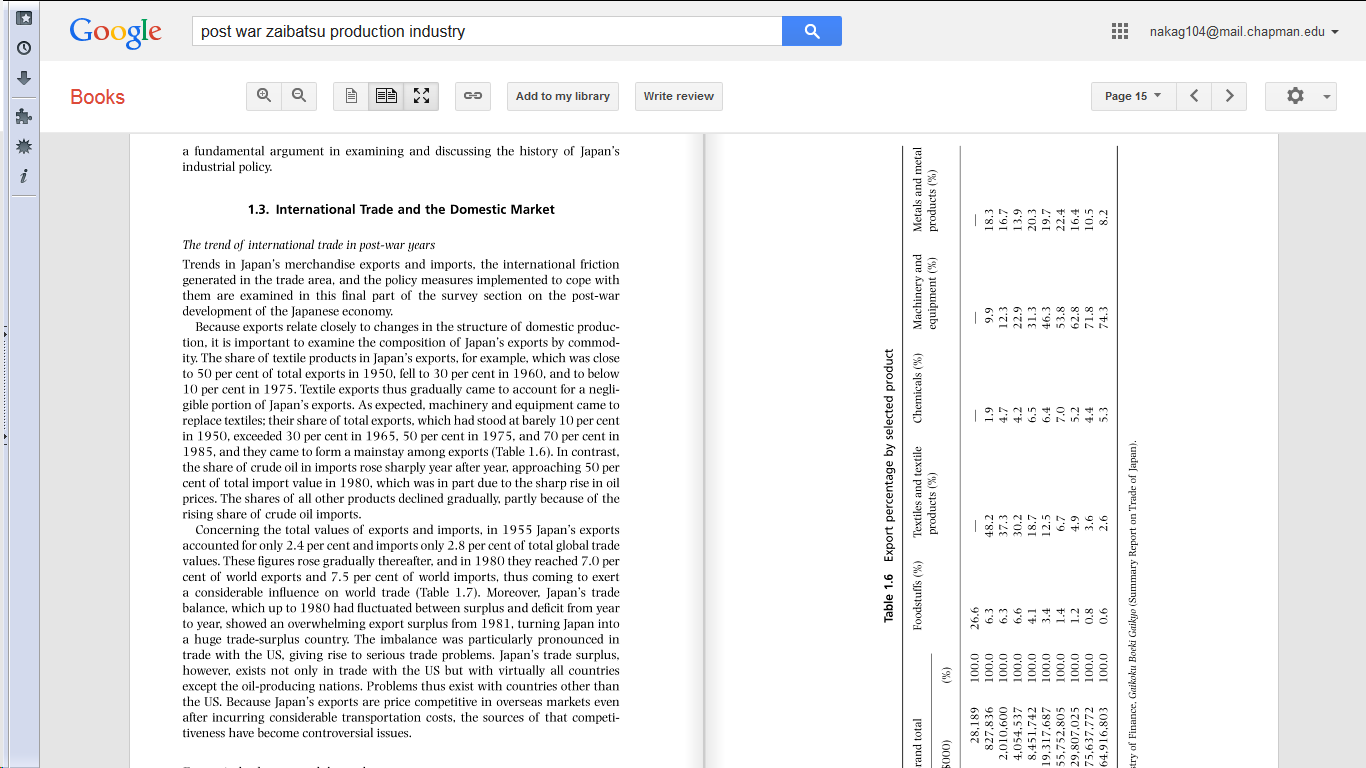 Google
post war zaibatsu production industry
nakag104@mail.chapman.edu
Books
Add to my library
Write review
Page 15
a fundamental argument in examining and discussing the history of Japan's
industrial policy.
1.3. International Trade and the Domestic Market
The trend of international trade in post-war years
Trends in Japan's merchandise exports and imports, the international friction
generated in the trade area, and the policy measures implemented to cope with
them are examined in this final part of the survey section on the post-war
development of the Japanese economy.
Because exports relate closely to changes in the structure of domestic produc-
tion, it is important to examine the composition of Japan's exports by commod-
ity. The share of textile products in Japan's exports, for example, which was close
to 50 per cent of total exports in 1950, fell to 30 per cent in 1960, and to below
10 per cent in 1975. Textile exports thus gradually came to account for a negli-
gible portion of Japan's exports. As expected, machinery and equipment came to
replace textiles; their share of total exports, which had stood at barely 10 per cent
in 1950, exceeded 30 per cent in 1965, 50 per cent in 1975, and 70 per cent in
1985, and they came to form a mainstay among exports (Table 1.6). In contrast,
the share of crude oil in imports rose sharply year after year, approaching 50 per
cent of total import value in 1980, which was in part due to the sharp rise in oil
prices. The shares of all other products declined gradually, partly because of the
rising share of crude oil imports.
Concerning the total values of exports and imports, in 1955 Japan's exports
accounted for only 2.4 per cent and imports only 2.8 per cent of total global trade
values. These figures rose gradually thereafter, and in 1980 they reached 7.0 per
cent of world exports and 7.5 per cent of world imports, thus coming to exert
a considerable influence on world trade (Table 1.7). Moreover, Japan's trade
balance, which up to 1980 had fluctuated between surplus and deficit from year
to year, showed an overwhelming export surplus from 1981, turning Japan into
a huge trade-surplus country. The imbalance was particularly pronounced in
trade with the US, giving rise to serious trade problems. Japan's trade surplus,
however, exists not only in trade with the US but with virtually all countries
except the oil-producing nations. Problems thus exist with countries other than
the US. Because Japan's exports are price competitive in overseas markets even
after incurring considerable transportation costs, the sources of that competi-
tiveness have become controversial issues.
Table 1.6 Export percentage by selected product
rand total Foodstuffs (%) Textiles and textile Chemicals (%) Machinery and Metals and metal
products (%) equipment (%) products (%)
$000) (%)
28,189 100.0 26.6 — — — —
827,836 100.0 6.3 48.2 1.9 9.9 18.3
2,010,600 100.0 6.3 37.3 4.7 12.3 16.7
4,054,537 100.0 6.6 30.2 4.2 22.9 13.9
8,451,742 100.0 4.1 18.7 6.5 31.3 20.3
19,317,687 100.0 3.4 12.5 6.4 46.3 19.7
55,752,805 100.0 1.4 6.7 7.0 53.8 22.4
29,807,025 100.0 1.2 4.9 5.2 62.8 16.4
75,637,772 100.0 0.8 3.6 4.4 71.8 10.5
64,916,803 100.0 0.6 2.6 5.3 74.3 8.2
stry of Finance, Gaikoku Boeki Gaikyo (Summary Report on Trade of Japan).